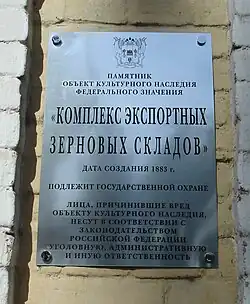 ПАМЯТНИК
ОБЪЕКТ КУЛЬТУРНОГО НАСЛЕДИЯ
ФЕДЕРАЛЬНОГО ЗНАЧЕНИЯ
«КОМПЛЕКС ЭКСПОРТНЫХ
ЗЕРНОВЫХ СКЛАДОВ»
ДАТА СОЗДАНИЯ 1883 г.
ПОДЛЕЖИТ ГОСУДАРСТВЕННОЙ ОХРАНЕ
ЛИЦА, ПРИЧИНИВШИЕ ВРЕД
ОБЪЕКТУ КУЛЬТУРНОГО НАСЛЕДИЯ,
НЕСУТ В СООТВЕТСТВИИ С
ЗАКОНОДАТЕЛЬСТВОМ
РОССИЙСКОЙ ФЕДЕРАЦИИ
УГОЛОВНУЮ, АДМИНИСТРАТИВНУЮ
И ИНУЮ ОТВЕТСТВЕННОСТЬ